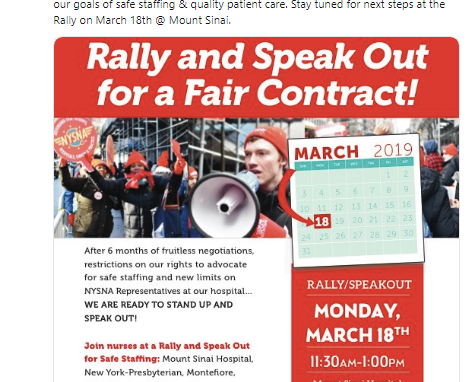 our goals of safe staffing & quality patient care. Stay tuned for next steps at the
Rally on March 18th @ Mount Sinai.
Rally and Speak Out
for a Fair Contract!
NYSNA
MARCH 2019
1 2
3 4 5 6 7 8 9
10 11 12 13 14 15 16
18 19 20 21 22 23
24 25 26 27 28 29 30
31
After 6 months of fruitless negotiations,
restrictions on our rights to advocate
for safe staffing and new limits on
NYSNA Representatives at our hospital...
WE ARE READY TO STAND UP AND
SPEAK OUT!
Join nurses at a Rally and Speak Out
for Safe Staffing: Mount Sinai Hospital,
New York-Presbyterian, Montefiore,
RALLY/SPEAKOUT
MONDAY,
MARCH 18TH
11:30AM-1:00PM